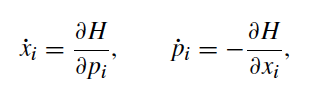 ẋᵢ = ∂H/∂pᵢ, ṗᵢ = −∂H/∂xᵢ,